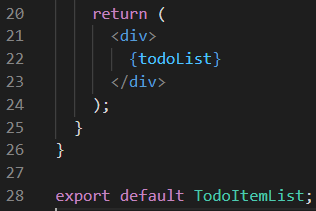 20 return (
21 <div>
22 {todoList}
23 </div>
24 );
25 }
26 }
27
28 export default TodoItemList;